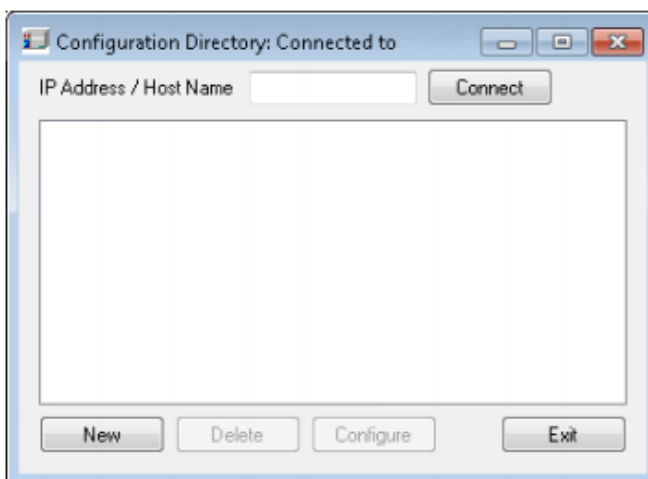 Configuration Directory: Connected to
IP Address / Host Name Connect
New Delete Configure Exit